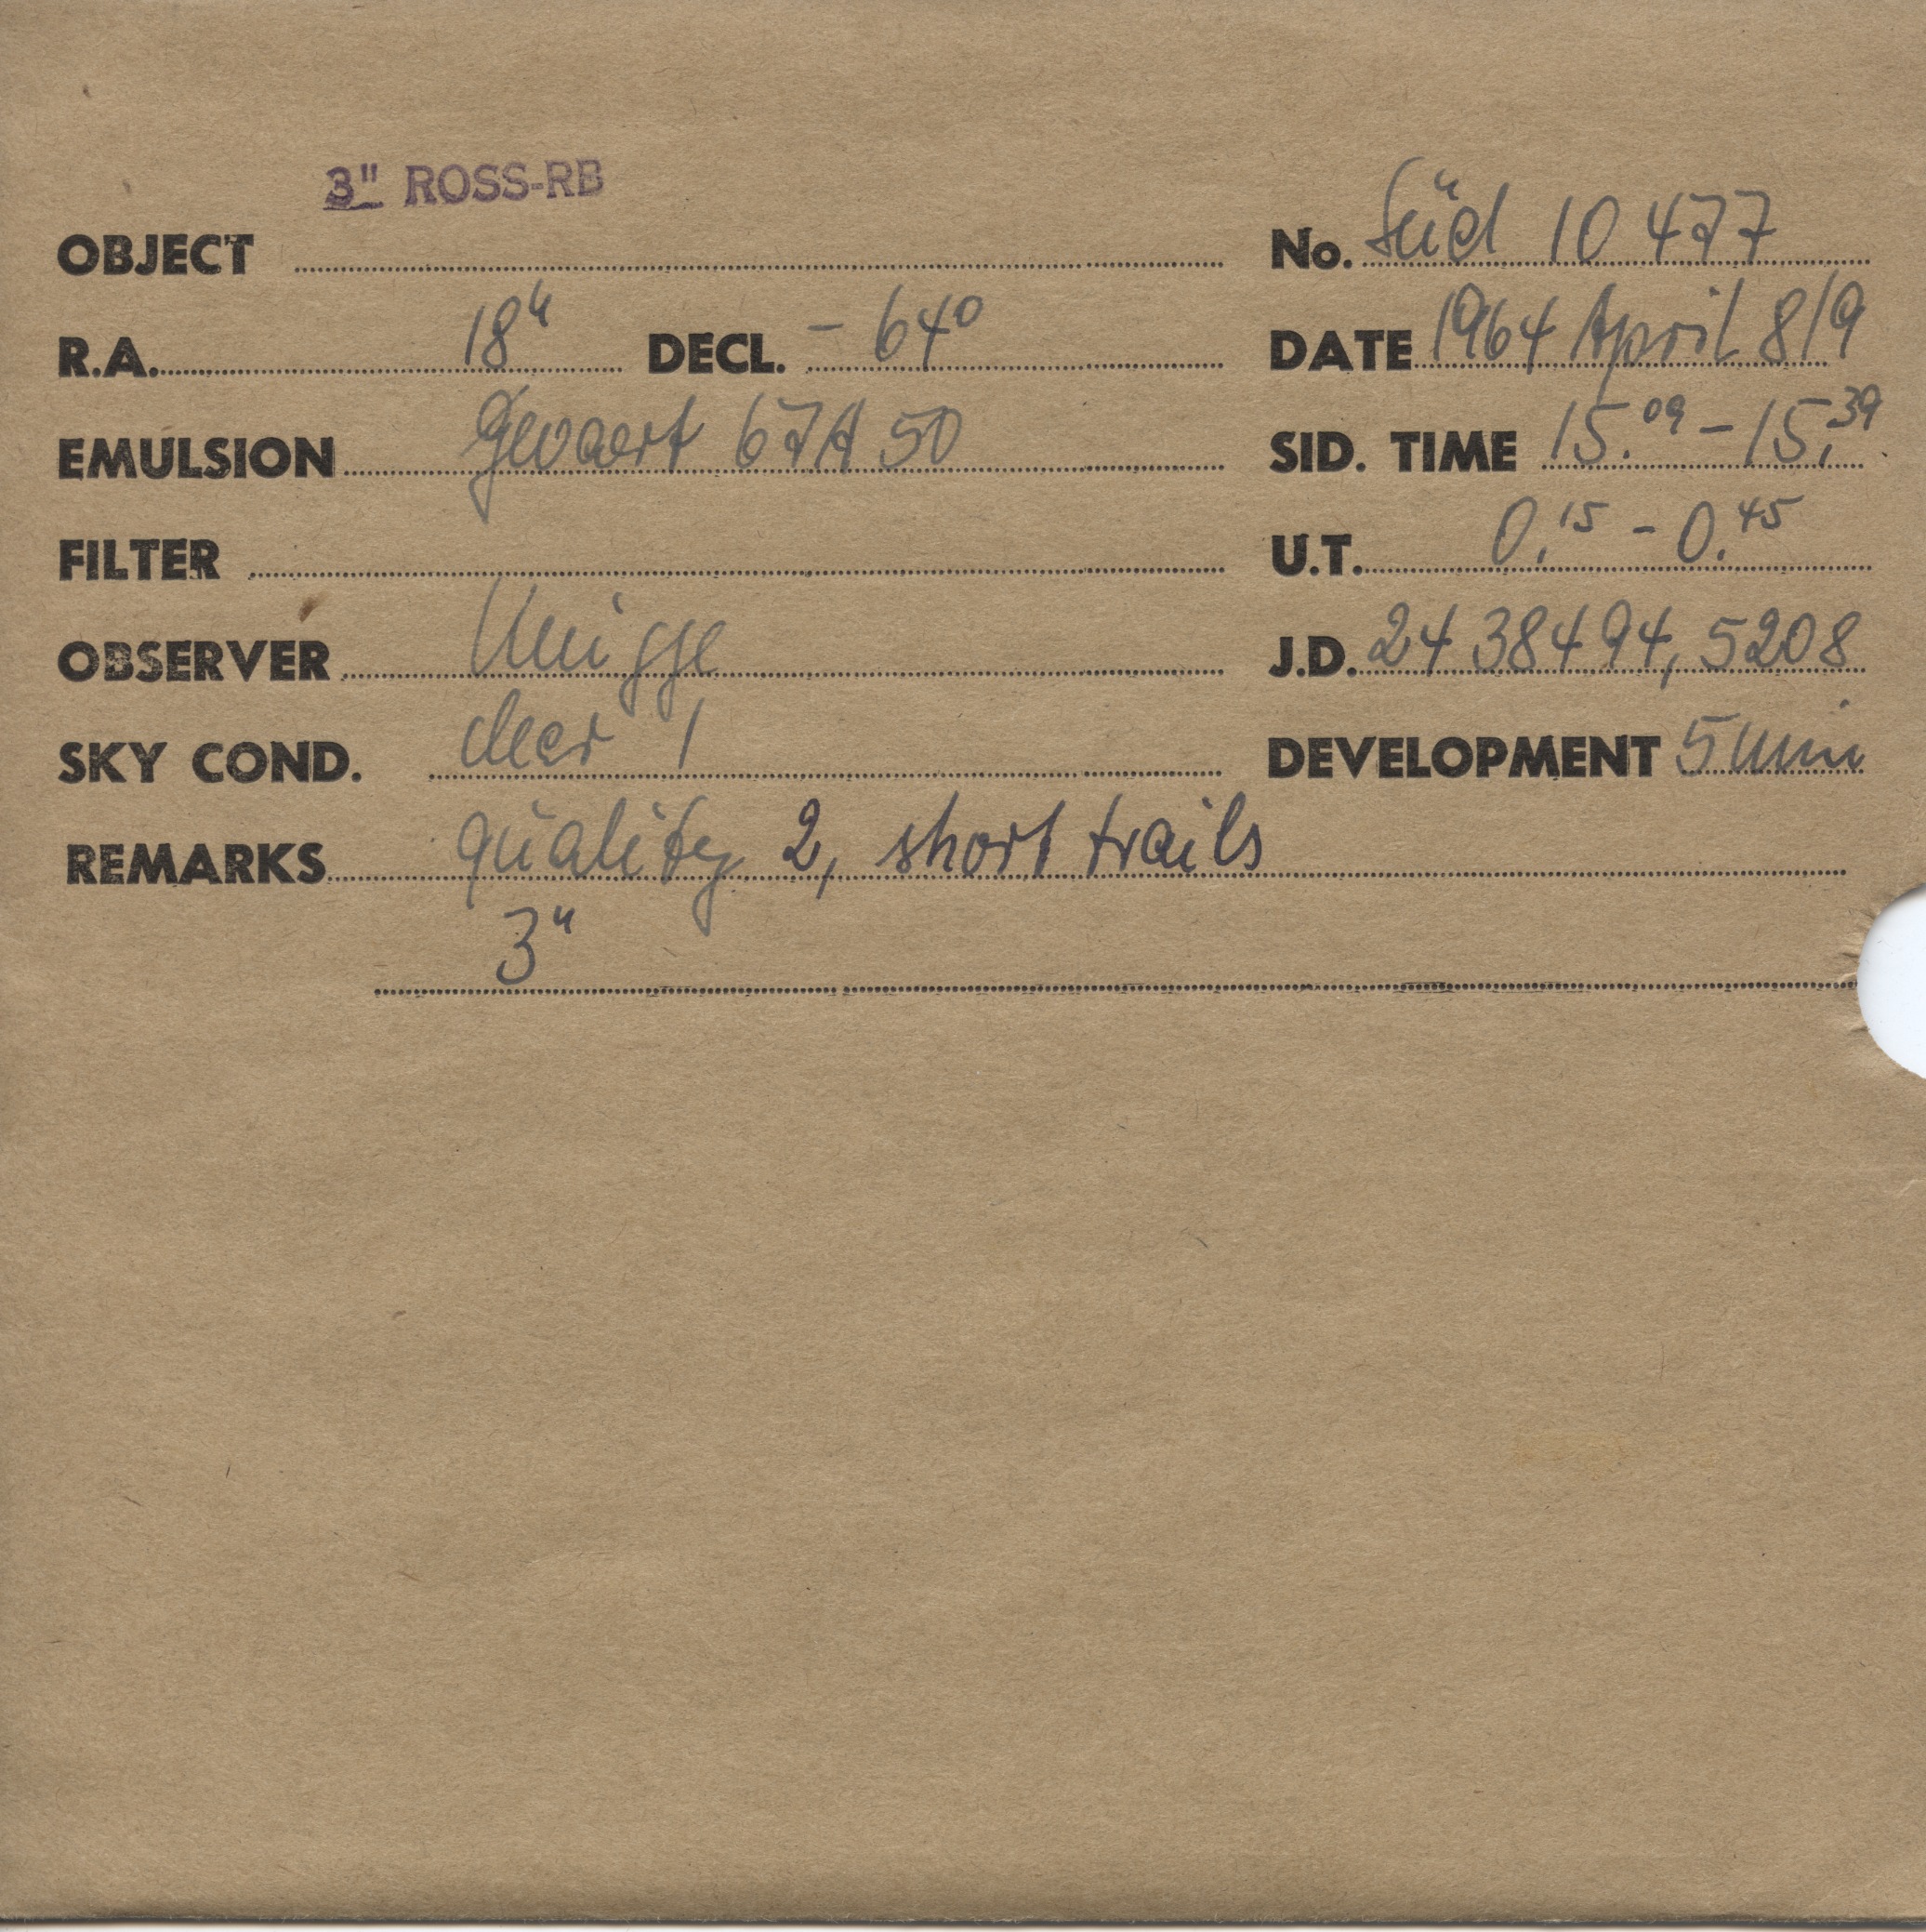 3" ROSS-RB
OBJECT No. Süd 10 477
R.A. 18h DECL. - 64° DATE 1964 April 8/9
EMULSION Gevaert 67A50 SID. TIME 15.09 - 15.39
FILTER U.T. 0.15 - 0.45
OBSERVER J.D. 24 38494,5208
SKY COND. clear 1 DEVELOPMENT 5 min
REMARKS quality 2, short trails
3"